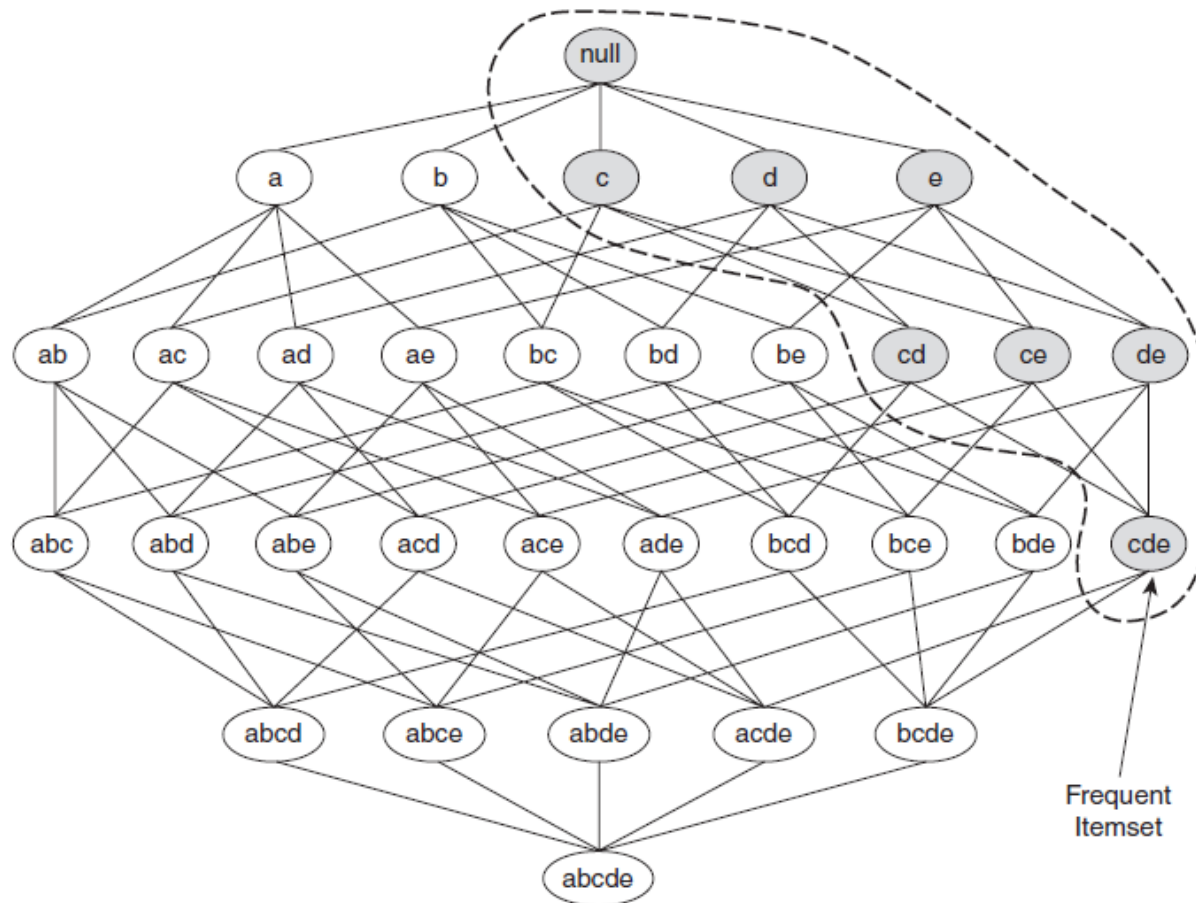 null
a b c d e
ab ac ad ae bc bd be cd ce de
abc abd abe acd ace ade bcd bce bde cde
abcd abce abde acde bcde
Frequent
Itemset
abcde